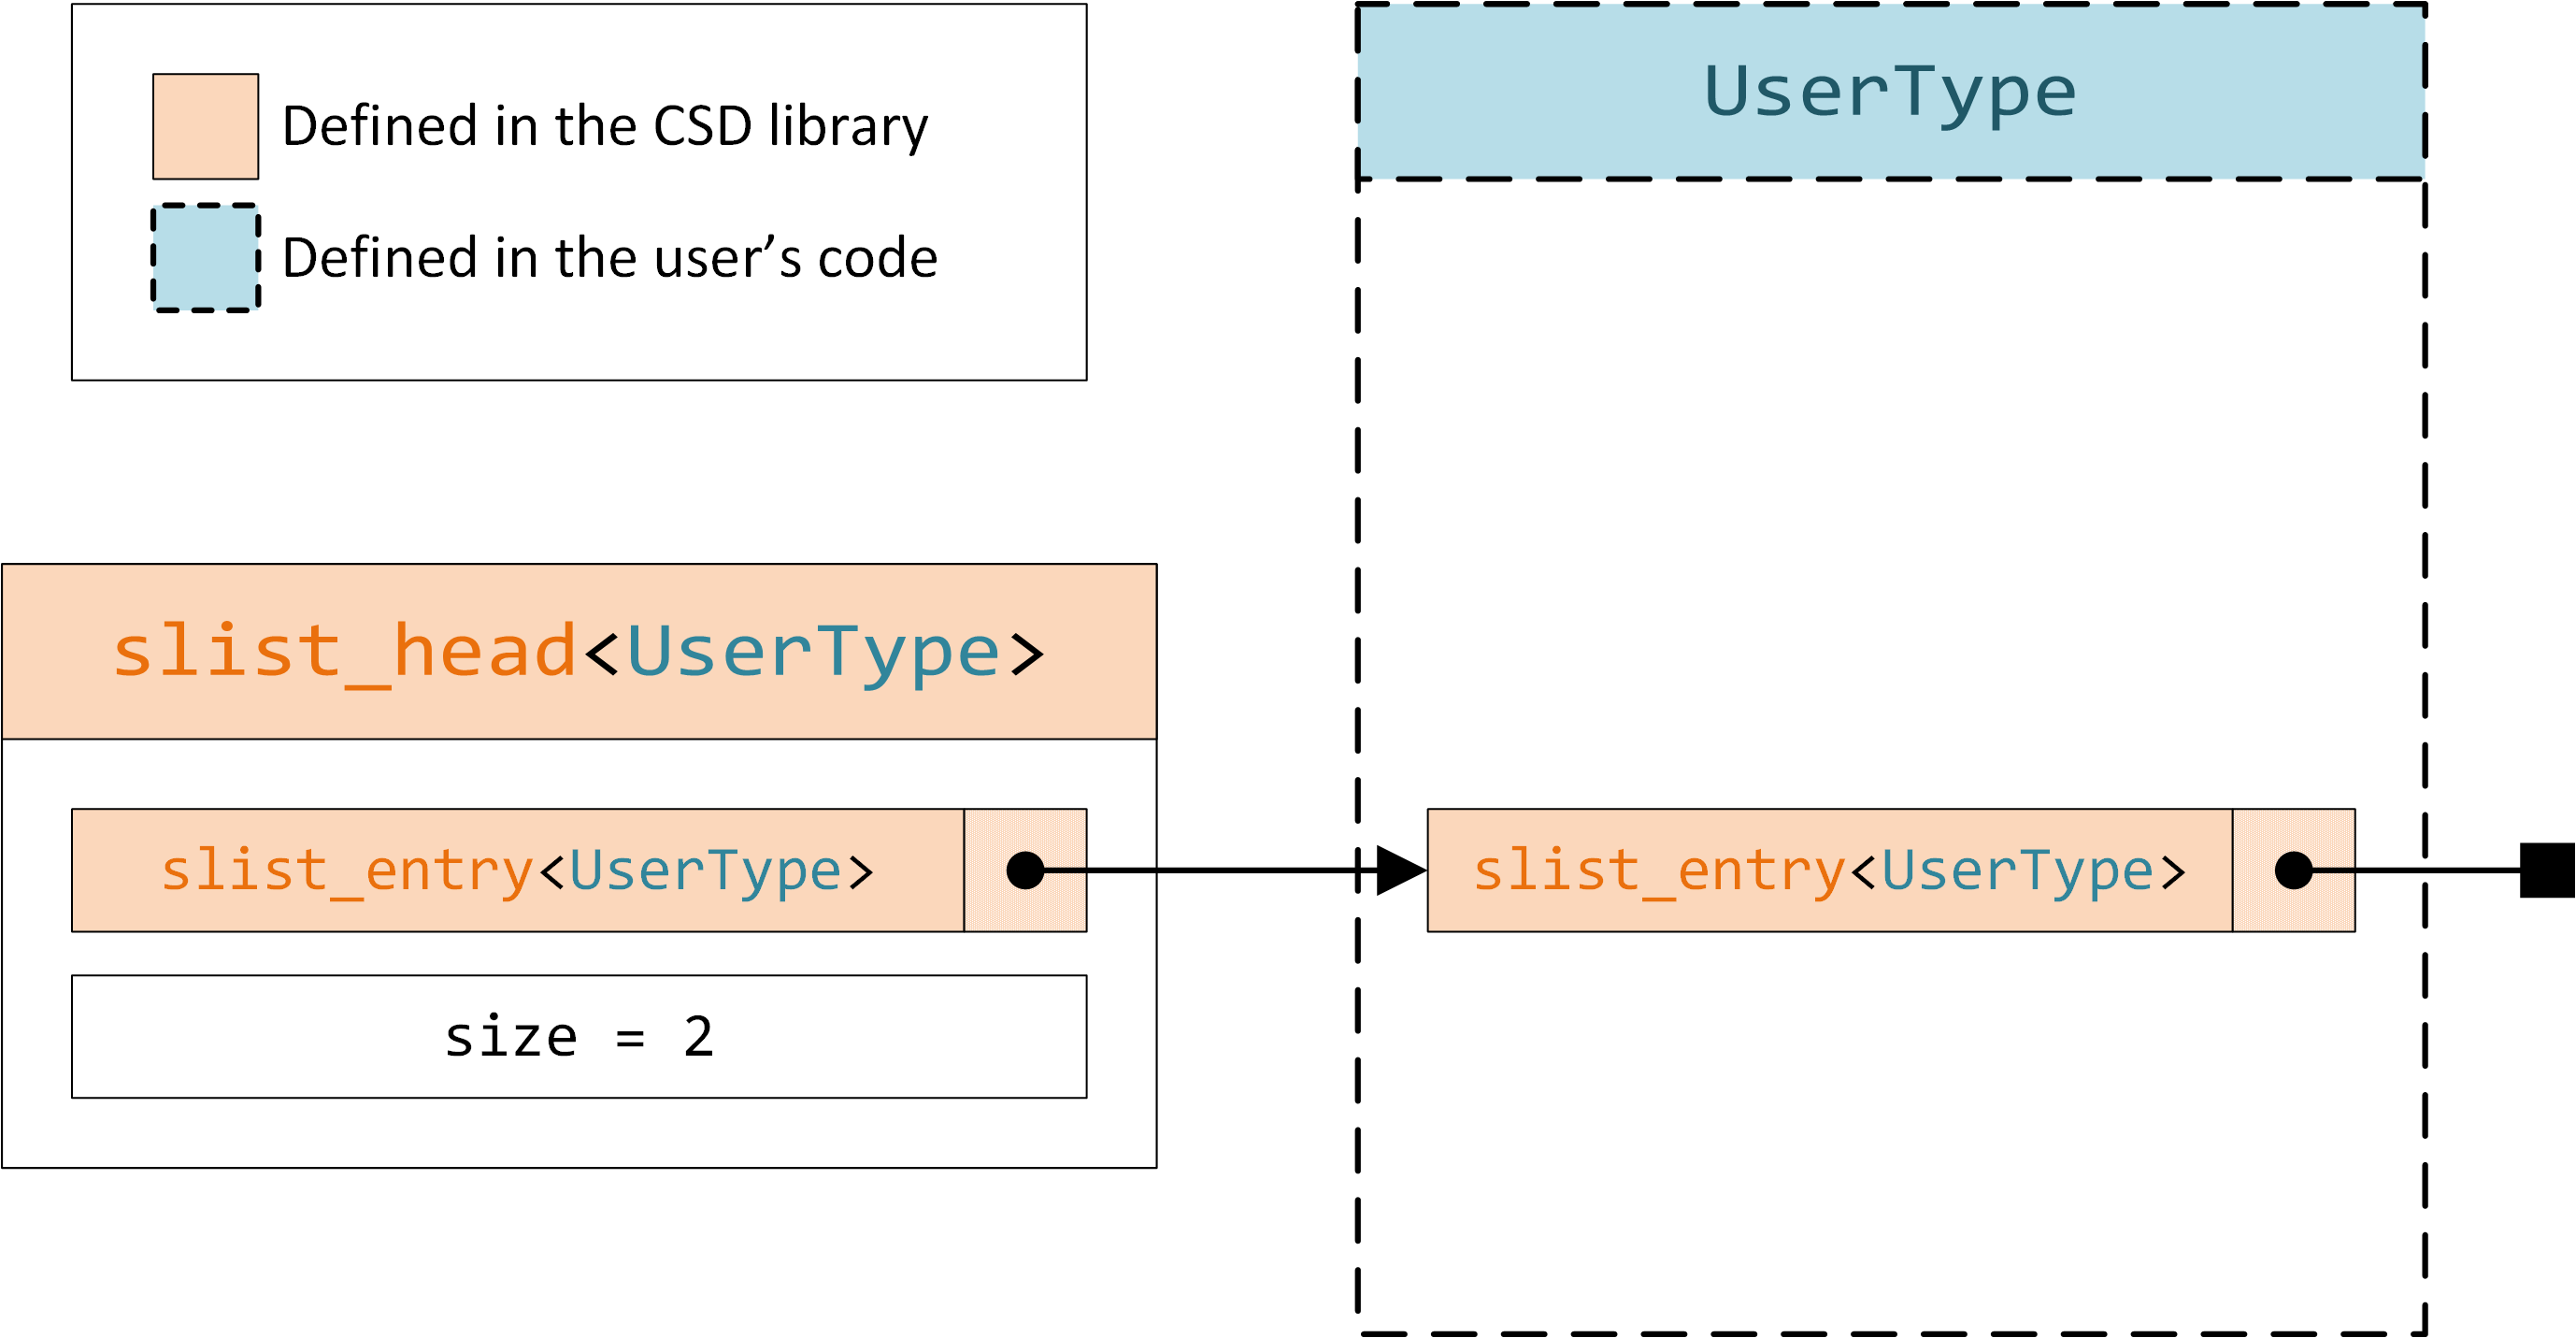 Defined in the CSD library
Defined in the user’s code
UserType
slist_head<UserType>
slist_entry<UserType>
size = 2
slist_entry<UserType>